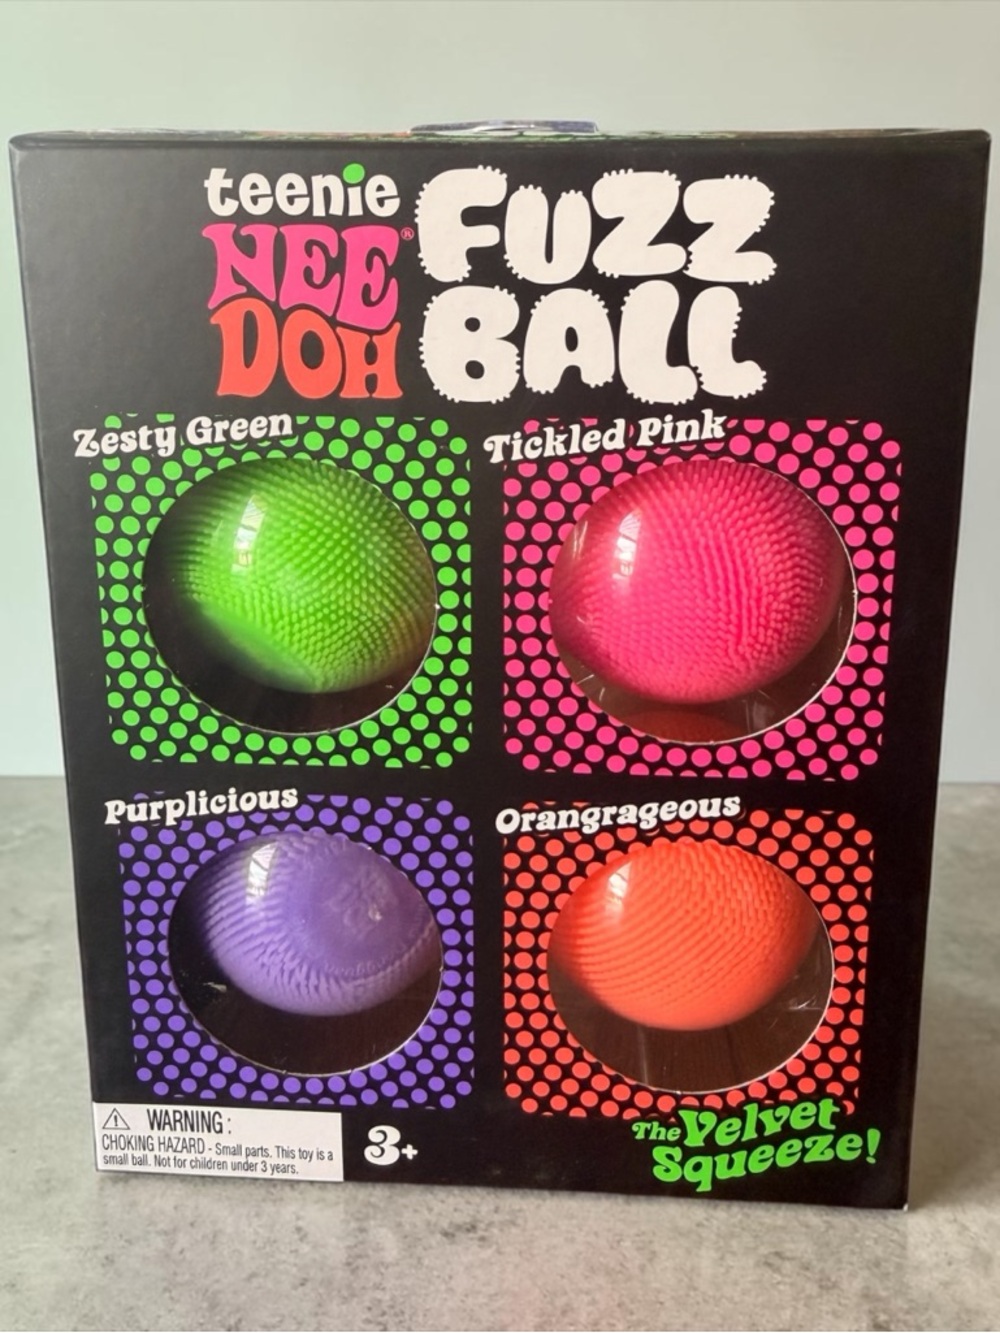 teenie
NEE®
DOH
FUZZ
BALL
Zesty Green
Tickled Pink
Purplicious
Orangrageous
⚠ WARNING:
CHOKING HAZARD - Small parts. This toy is a
small ball. Not for children under 3 years.
3+
The Velvet
Squeeze!